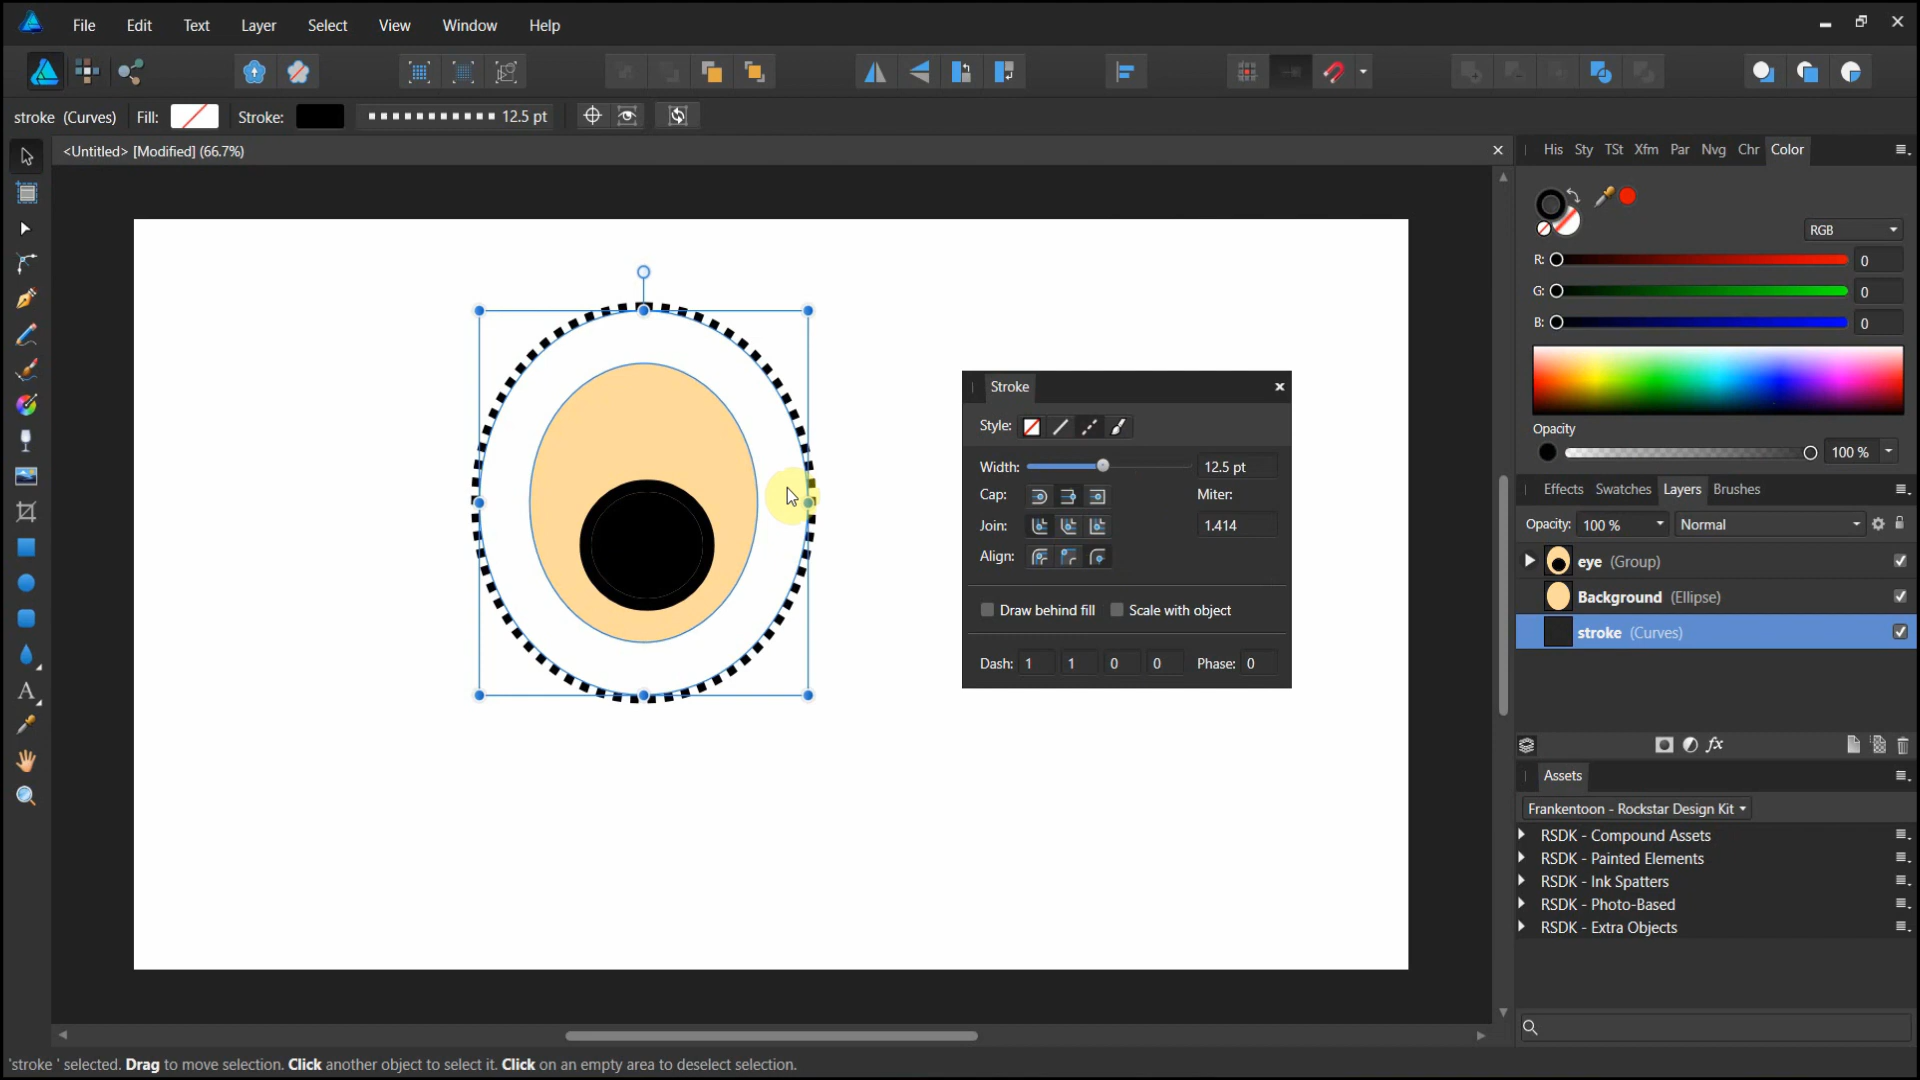 File Edit Text Layer Select View Window Help
stroke (Curves) Fill: Stroke: 12.5 pt
<Untitled> [Modified] (66.7%)
His Sty TSt Xfm Par Nvg Chr Color
RGB
R: 0
G: 0
B: 0
Opacity
100 %
Stroke
Style:
Width: 12.5 pt
Cap: Miter:
Join: 1.414
Align:
Draw behind fill Scale with object
Dash: 1 1 0 0 Phase: 0
Effects Swatches Layers Brushes
Opacity: 100 % Normal
eye (Group)
Background (Ellipse)
stroke (Curves)
fx
Assets
Frankentoon - Rockstar Design Kit
RSDK - Compound Assets
RSDK - Painted Elements
RSDK - Ink Spatters
RSDK - Photo-Based
RSDK - Extra Objects
A
'stroke ' selected. Drag to move selection. Click another object to select it. Click on an empty area to deselect selection.